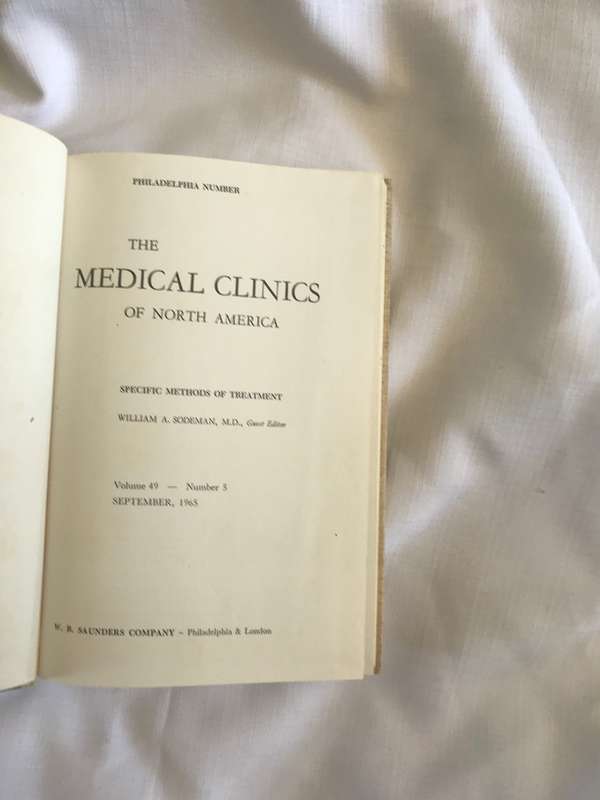 PHILADELPHIA NUMBER
THE
MEDICAL CLINICS
OF NORTH AMERICA
SPECIFIC METHODS OF TREATMENT
WILLIAM A. SODEMAN, M.D., Guest Editor
Volume 49 — Number 5
SEPTEMBER, 1965
W. B. SAUNDERS COMPANY – Philadelphia & London